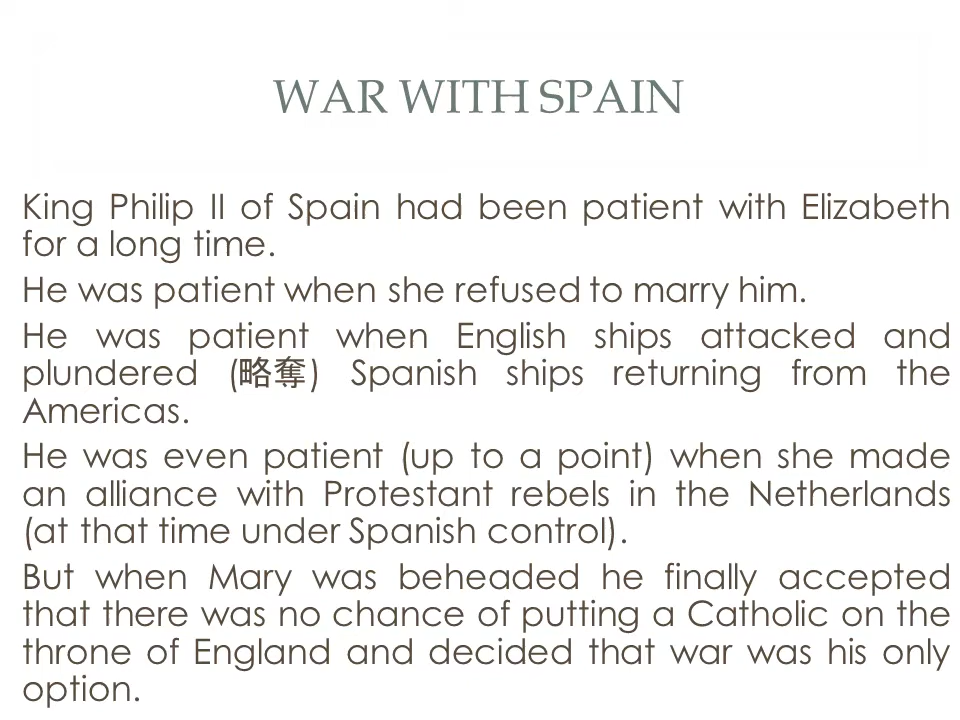 WAR WITH SPAIN
King Philip II of Spain had been patient with Elizabeth
for a long time.
He was patient when she refused to marry him.
He was patient when English ships attacked and
plundered (略奪) Spanish ships returning from the
Americas.
He was even patient (up to a point) when she made
an alliance with Protestant rebels in the Netherlands
(at that time under Spanish control).
But when Mary was beheaded he finally accepted
that there was no chance of putting a Catholic on the
throne of England and decided that war was his only
option.